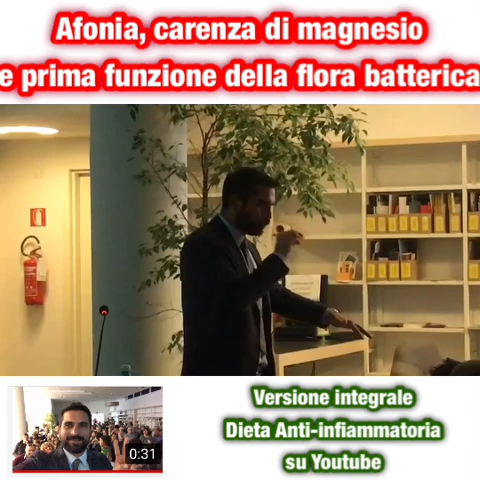 Afonia, carenza di magnesio
e prima funzione della flora batterica
0:31
Versione integrale
Dieta Anti-infiammatoria
su Youtube